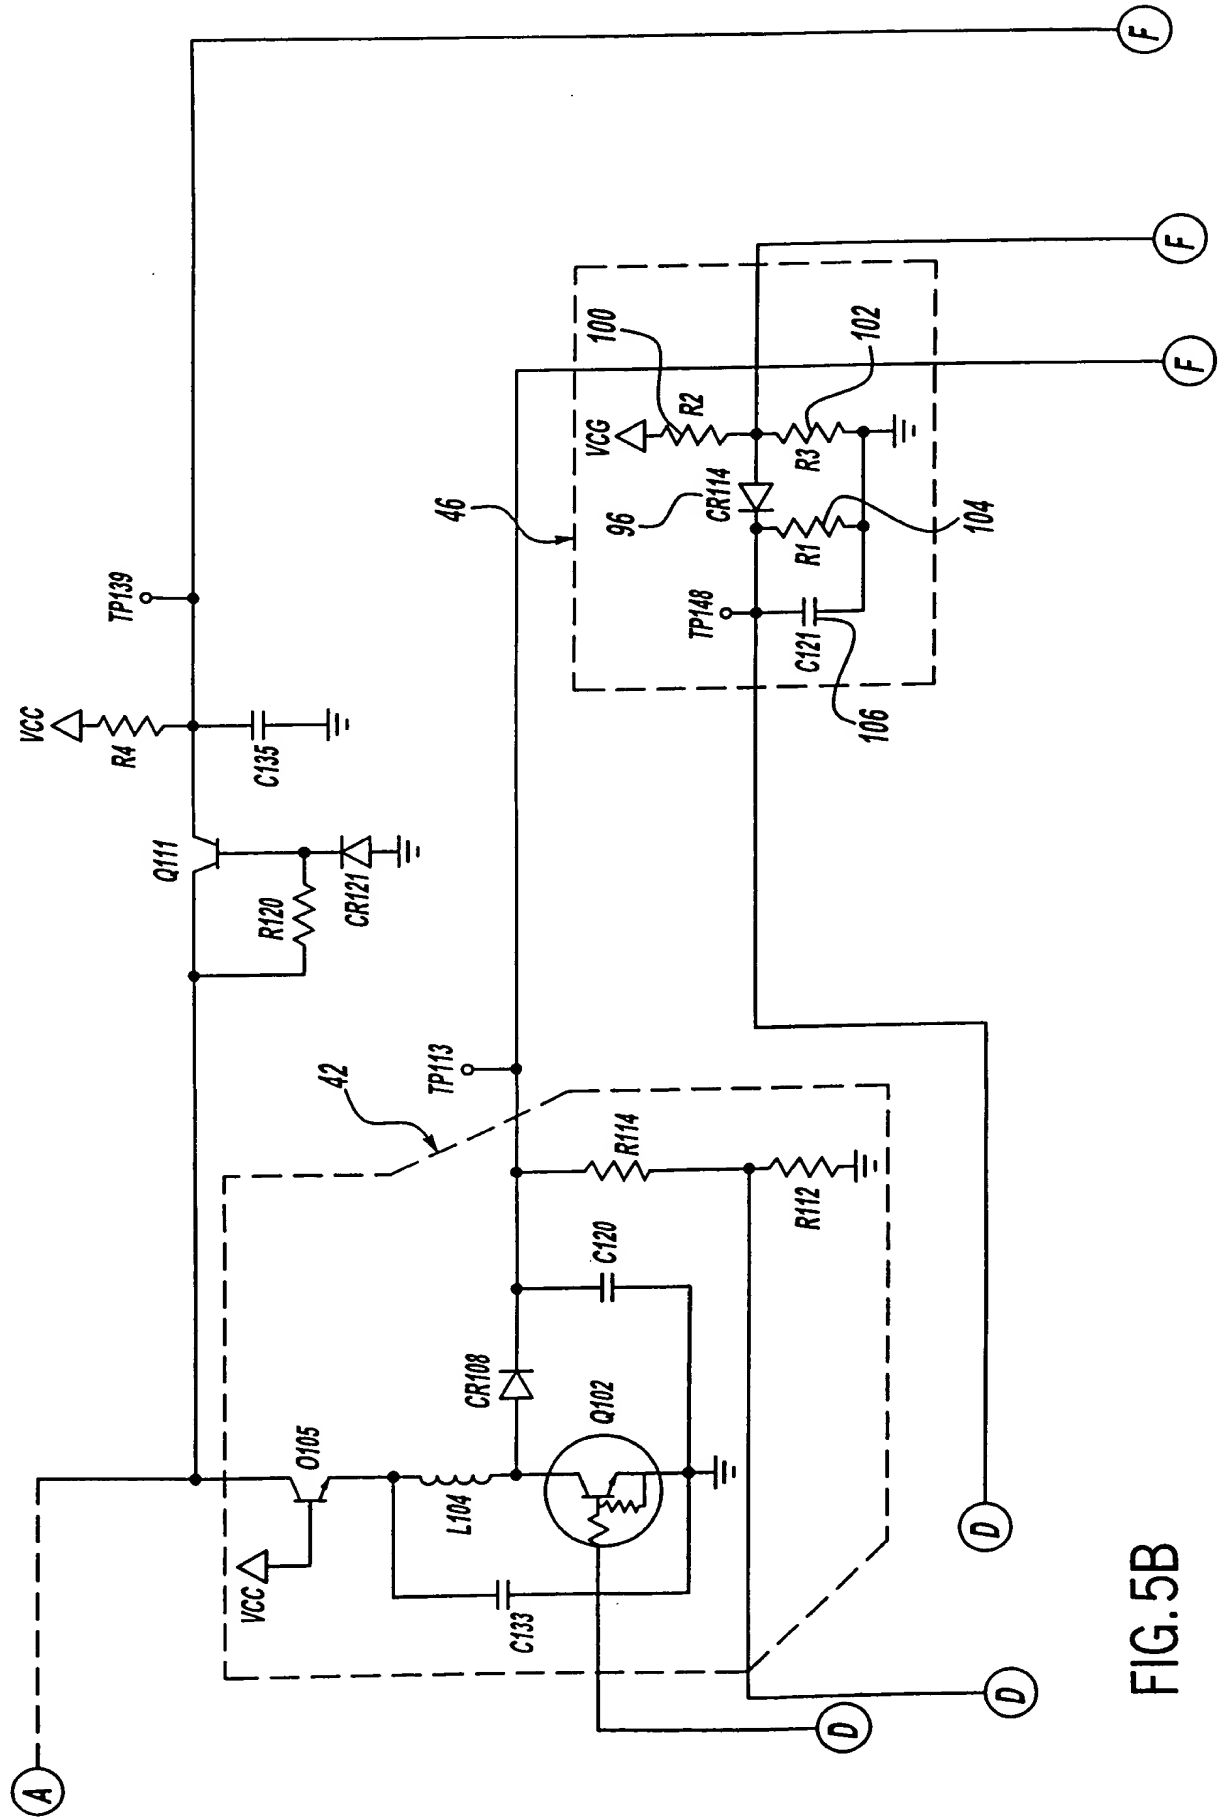 A
VCC
O105
C133
L104
CR108
Q102
C120
R114
R112
42
TP113
Q111
R120
CR121
VCC
R4
C135
TP139
46
96
CR114
VCG
R2
100
R3
102
R1
104
TP148
C121
106
D
D
D
F
F
F
FIG.5B